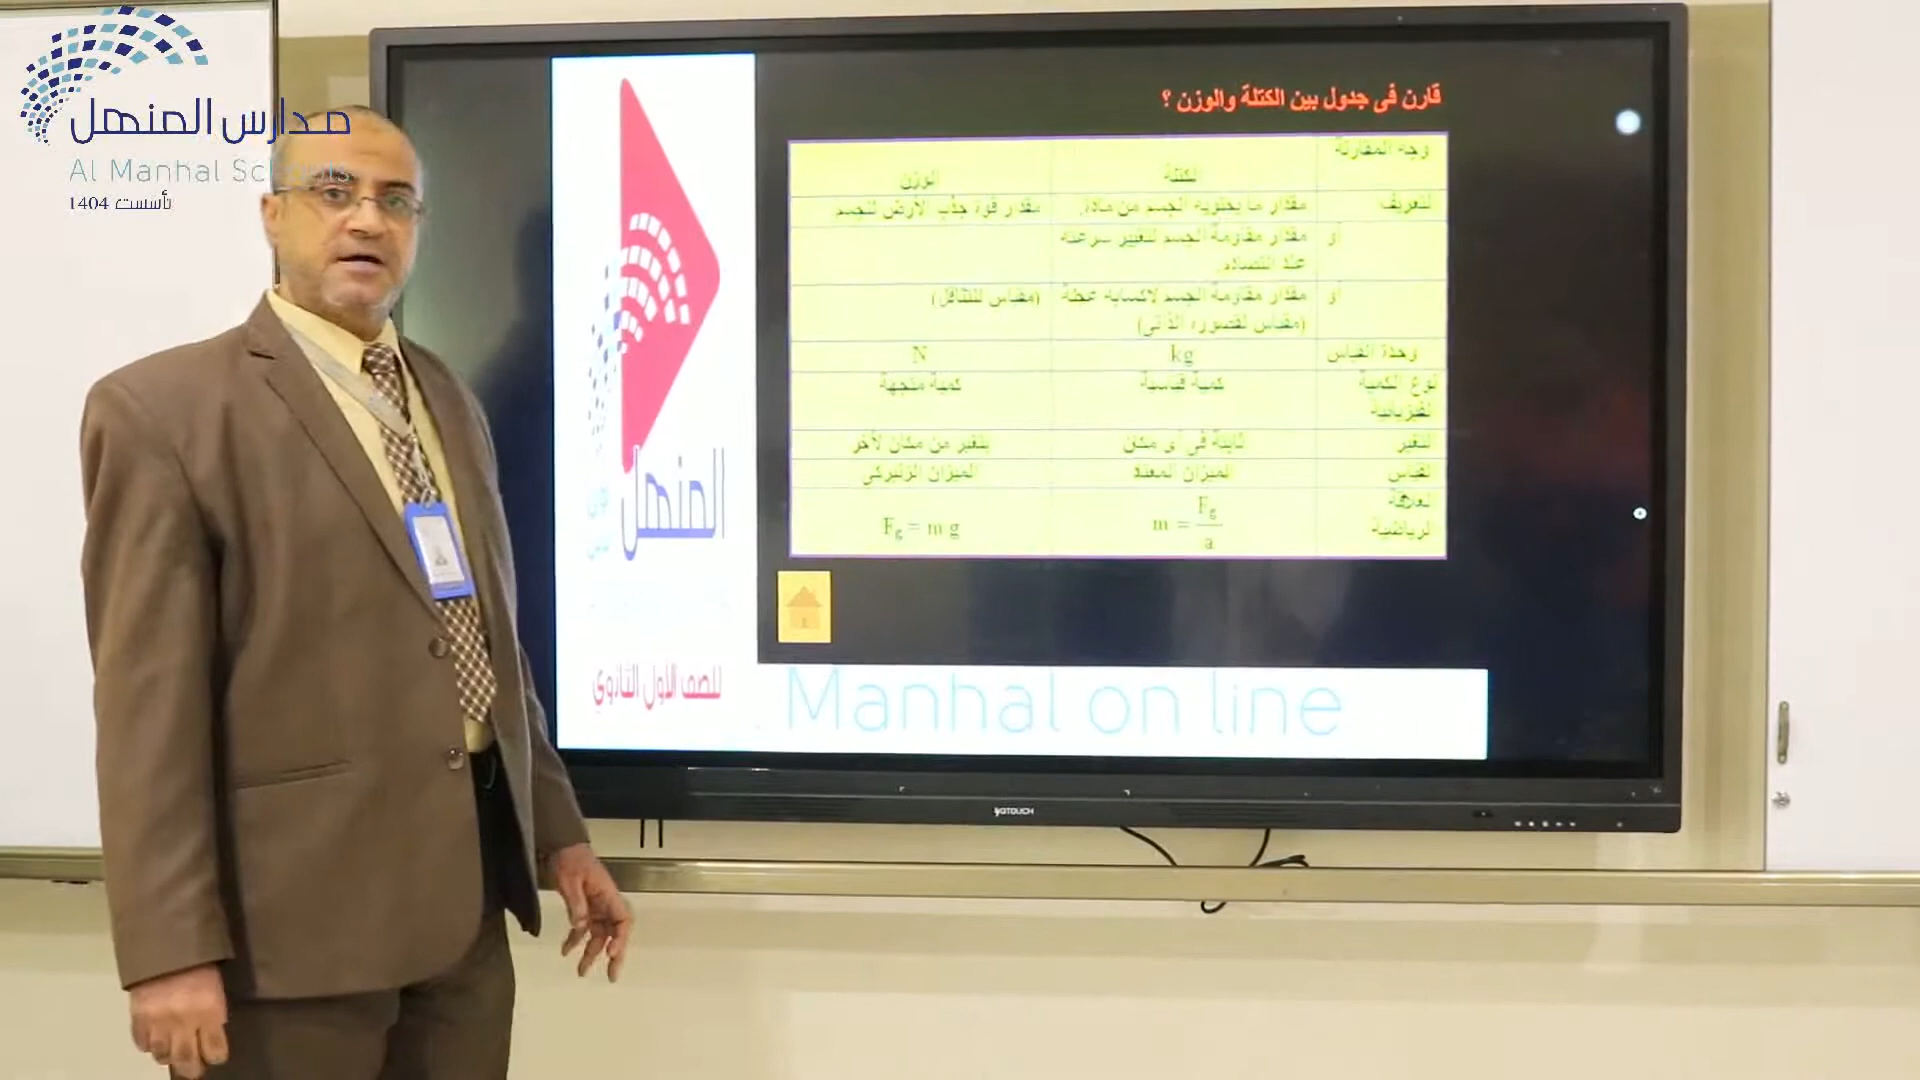 مدارس المنهل
Al Manhal Schools
تأسست 1404
قارن فى جدول بين الكتلة والوزن ؟
وجه المقارنة
الكتلة
الوزن
التعريف
مقدار ما يحتويه الجسم من مادة.
مقدار قوة جذب الأرض للجسم
أو
مقدار مقاومة الجسم لتغيير سرعته
عند التصادم.
أو
مقدار مقاومة الجسم لاكسابه عجلة
(مقياس للتثاقل)
(مقياس لقصوره الذاتى)
وحدة القياس
kg
N
نوع الكمية
الفيزيائية
كمية قياسية
كمية متجهة
التغير
ثابتة فى أى مكان
يتغير من مكان لآخر
القياس
الميزان المعتاد
الميزان الزنبركى
العلاقة
الرياضية
m = Fg / a
Fg = m g
المنهل
للصف الأول الثانوي
Manhal on line